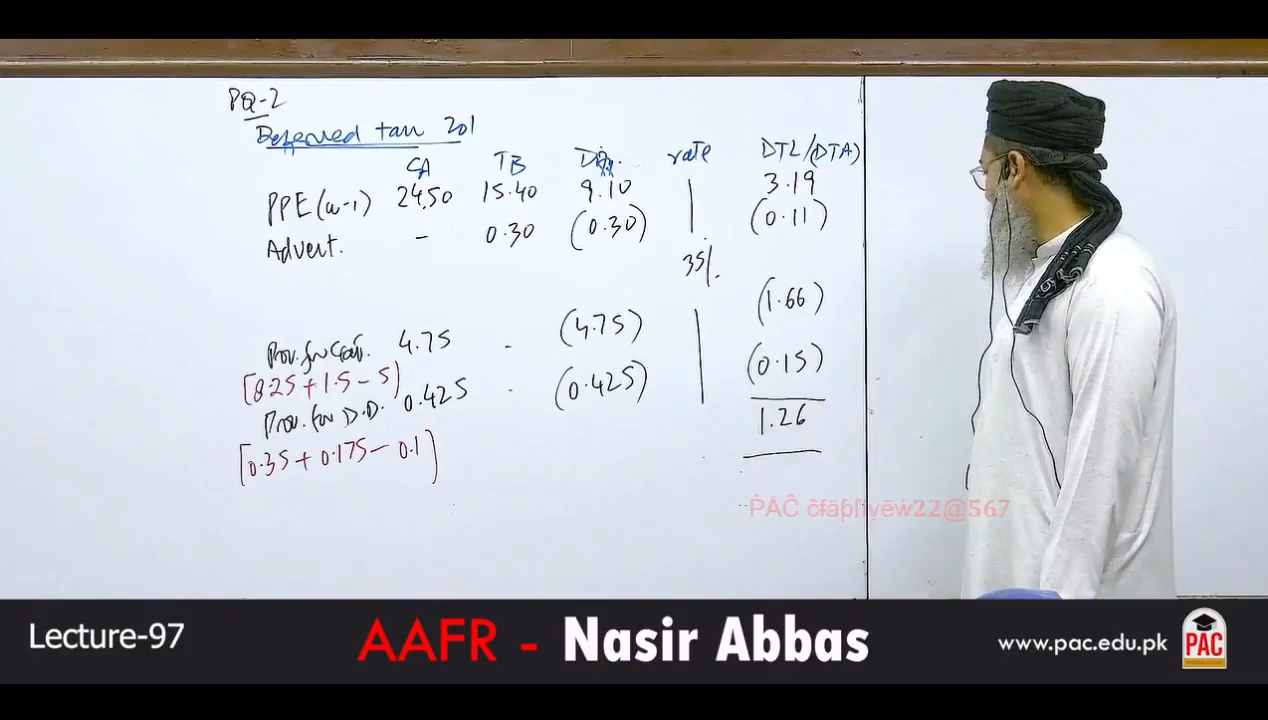 PQ-2
Deferred tax 201
CA TB Diff. rate DTL/(DTA)
PPE (w-1) 24.50 15.40 9.10 3.19
Advert. - 0.30 (0.30) (0.11)
35%
Prov. for Grat. 4.75 - (4.75) (1.66)
[8.25 + 1.5 - 5]
Prov. for D.D. 0.425 - (0.425) (0.15)
[0.35 + 0.175 - 0.1]
1.26
Lecture-97
AAFR - Nasir Abbas
www.pac.edu.pk
PAC